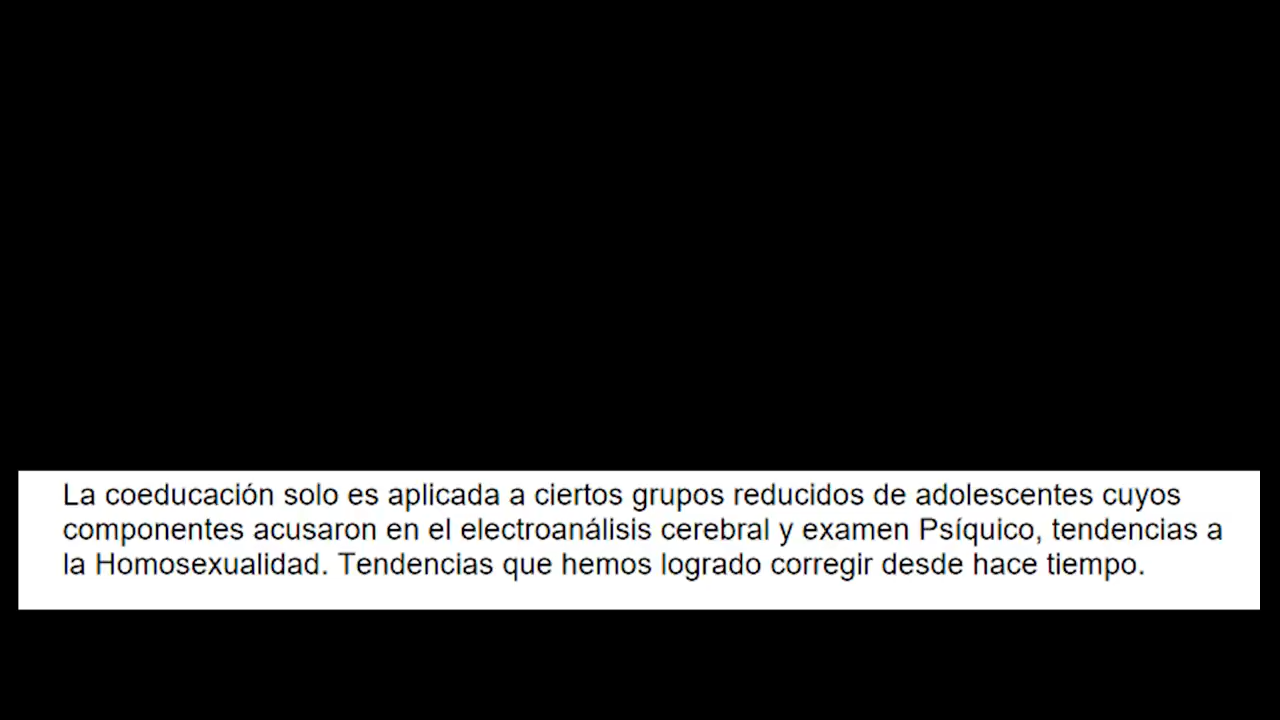 La coeducación solo es aplicada a ciertos grupos reducidos de adolescentes cuyos
componentes acusaron en el electroanálisis cerebral y examen Psíquico, tendencias a
la Homosexualidad. Tendencias que hemos logrado corregir desde hace tiempo.